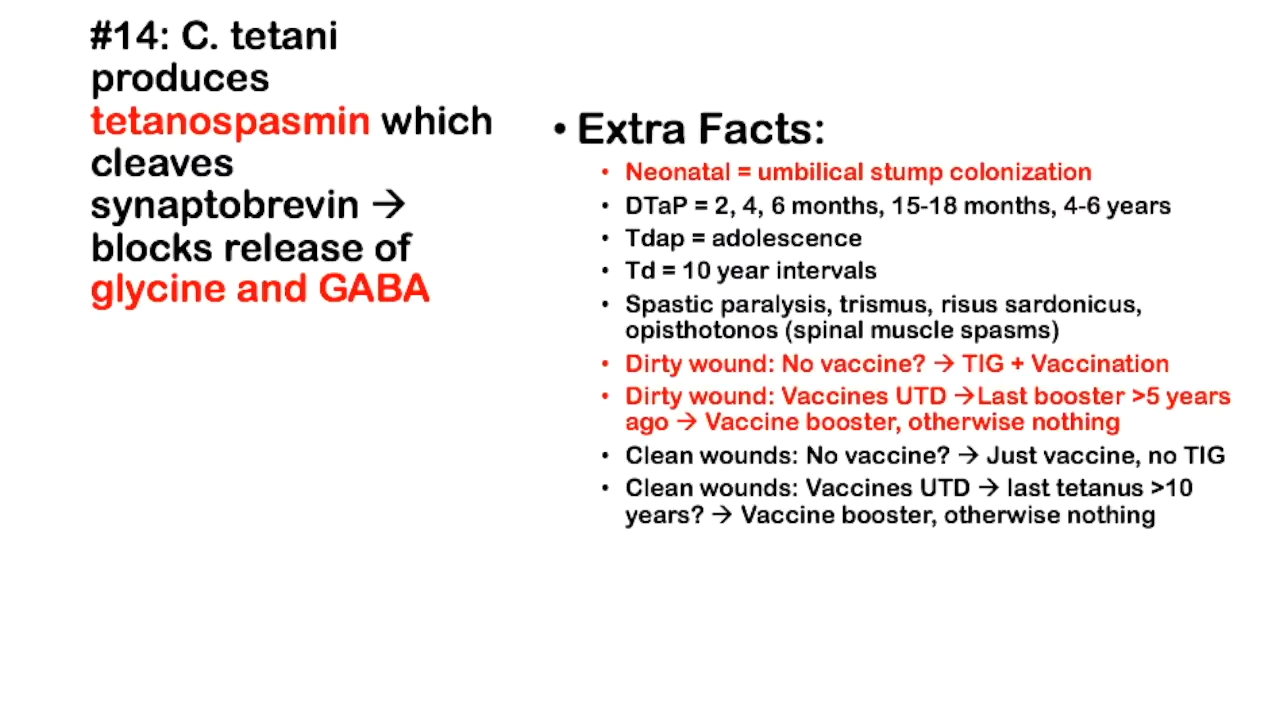 #14: C. tetani
produces
tetanospasmin which
cleaves
synaptobrevin →
blocks release of
glycine and GABA
• Extra Facts:
• Neonatal = umbilical stump colonization
• DTaP = 2, 4, 6 months, 15-18 months, 4-6 years
• Tdap = adolescence
• Td = 10 year intervals
• Spastic paralysis, trismus, risus sardonicus,
opisthotonos (spinal muscle spasms)
• Dirty wound: No vaccine? → TIG + Vaccination
• Dirty wound: Vaccines UTD →Last booster >5 years
ago → Vaccine booster, otherwise nothing
• Clean wounds: No vaccine? → Just vaccine, no TIG
• Clean wounds: Vaccines UTD → last tetanus >10
years? → Vaccine booster, otherwise nothing